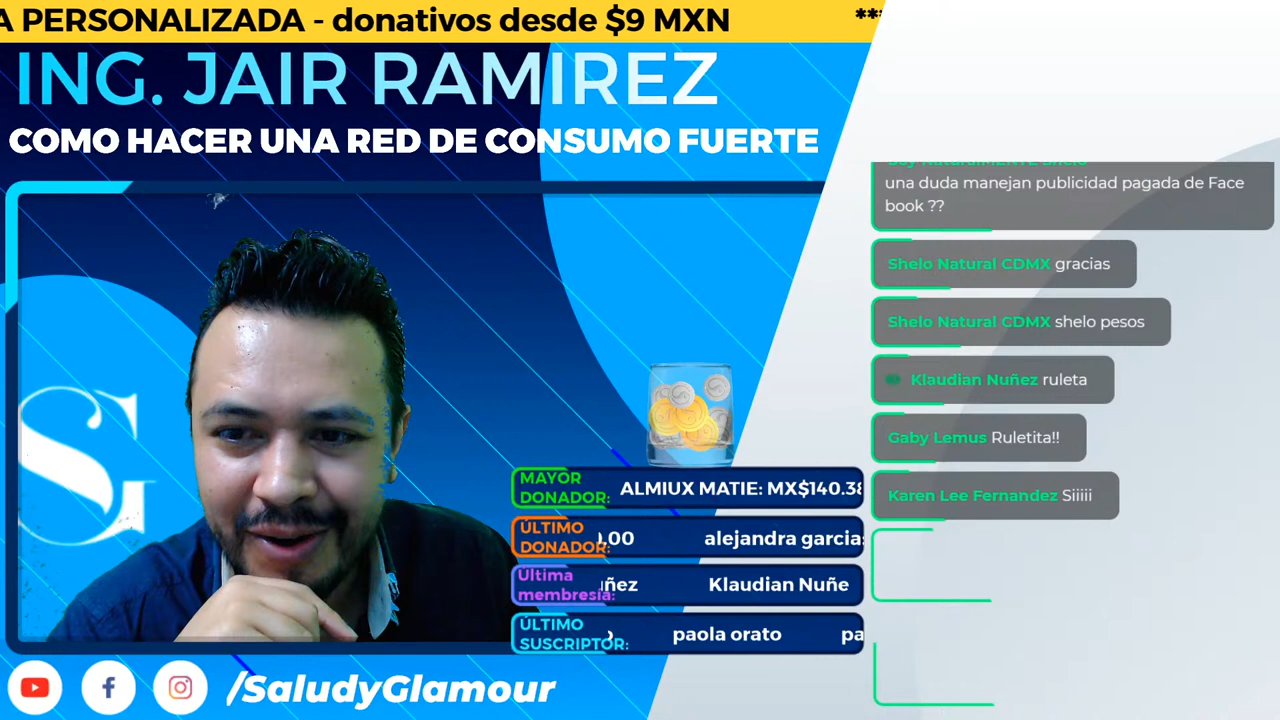 A PERSONALIZADA - donativos desde $9 MXN
ING. JAIR RAMIREZ
COMO HACER UNA RED DE CONSUMO FUERTE
una duda manejan publicidad pagada de Face
book ??
Shelo Natural CDMX gracias
Shelo Natural CDMX shelo pesos
Klaudian Nuñez ruleta
Gaby Lemus Ruletita!!
Karen Lee Fernandez Siiiii
S
MAYOR
DONADOR:
ALMIUX MATIE: MX$140.38
ÚLTIMO
DONADOR:
.00 alejandra garcia:
Última
membresía:
ñez Klaudian Nuñe
ÚLTIMO
SUSCRIPTOR:
paola orato pa
/SaludyGlamour